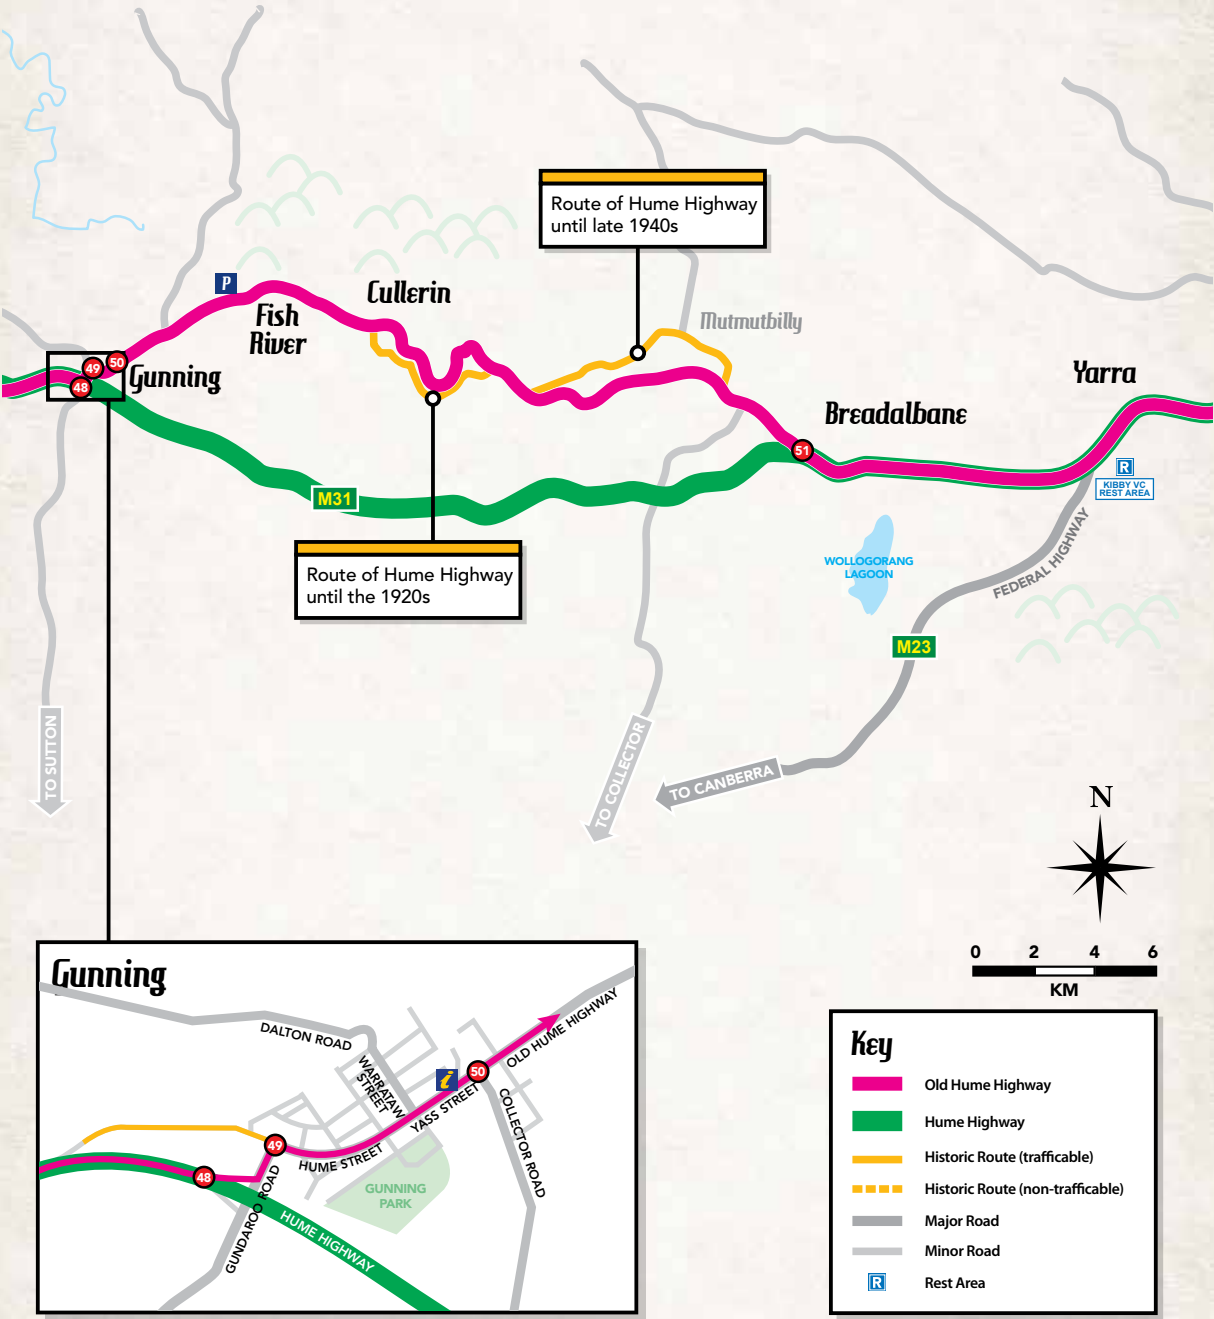 Route of Hume Highway
until late 1940s
P
Cullerin
Fish
River
Mutmutbilly
Yarra
49
50
48
Gunning
Breadalbane
51
R
KIBBY VC
REST AREA
M31
Route of Hume Highway
until the 1920s
WOLLOGORANG
LAGOON
FEDERAL HIGHWAY
M23
TO SUTTON
TO COLLECTOR
TO CANBERRA
N
0 2 4 6
KM
Gunning
DALTON ROAD
WARRATAW
STREET
i
50
OLD HUME HIGHWAY
YASS STREET
COLLECTOR ROAD
49
HUME STREET
48
GUNNING
PARK
GUNDAROO ROAD
HUME HIGHWAY
Key
Old Hume Highway
Hume Highway
Historic Route (trafficable)
Historic Route (non-trafficable)
Major Road
Minor Road
R Rest Area